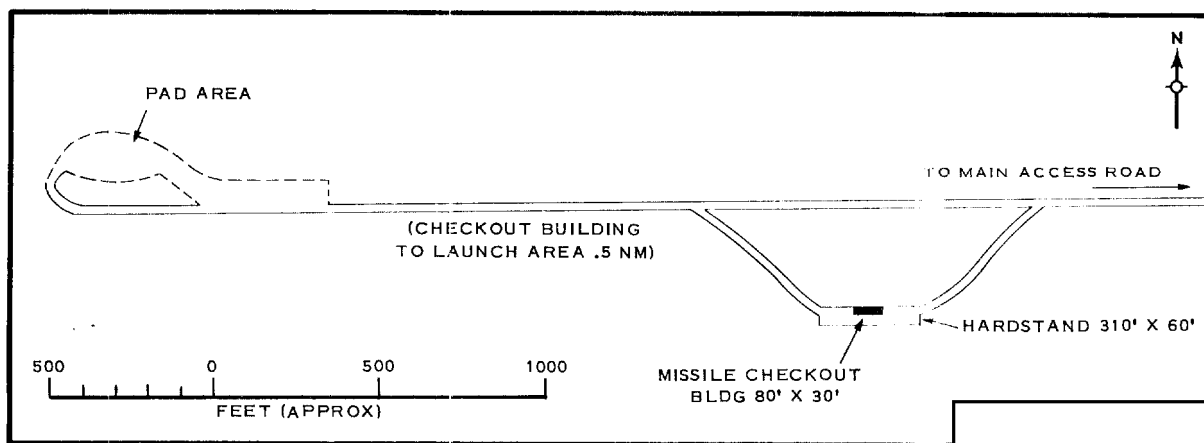 N
PAD AREA
TO MAIN ACCESS ROAD
(CHECKOUT BUILDING
TO LAUNCH AREA .5 NM)
HARDSTAND 310' X 60'
MISSILE CHECKOUT
BLDG 80' X 30'
500 0 500 1000
FEET (APPROX)